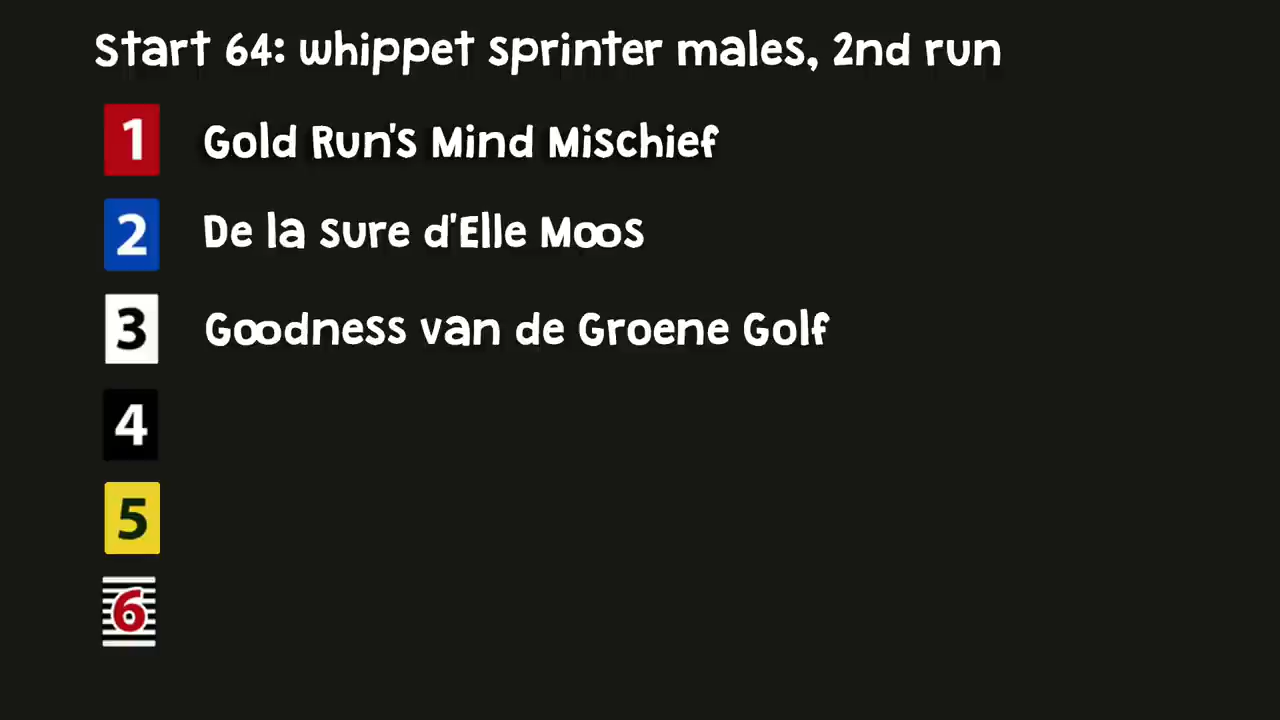 Start 64: whippet sprinter males, 2nd run
1 Gold Run's Mind Mischief
2 De la sure d'Elle Moos
3 Goodness van de Groene Golf
4
5
6